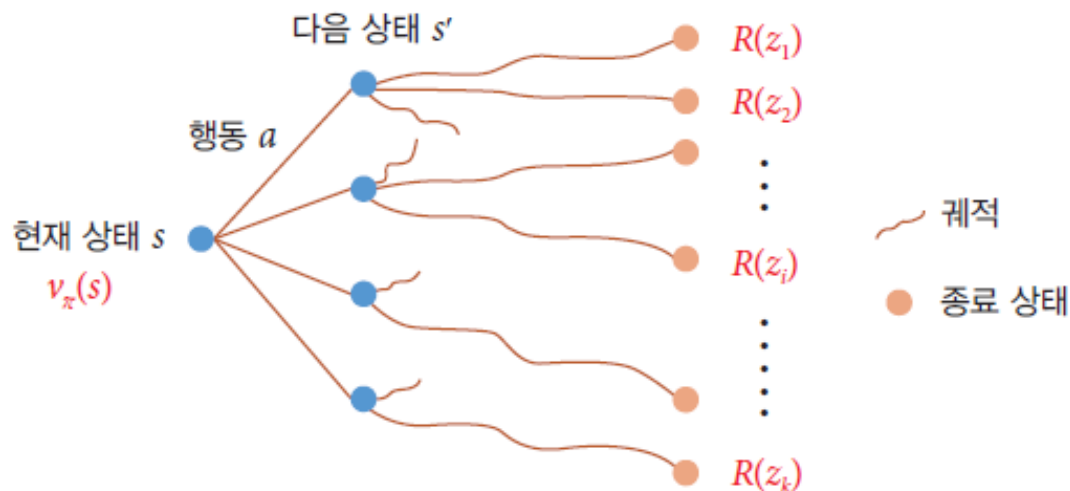 다음 상태 s′
R(z₁)
R(z₂)
행동 a
현재 상태 s
vπ(s)
R(zᵢ)
궤적
종료 상태
R(zₖ)